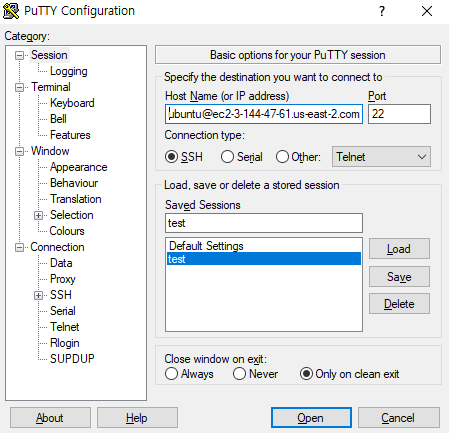 PuTTY Configuration
?
Category:
Session
Logging
Terminal
Keyboard
Bell
Features
Window
Appearance
Behaviour
Translation
Selection
Colours
Connection
Data
Proxy
SSH
Serial
Telnet
Rlogin
SUPDUP
Basic options for your PuTTY session
Specify the destination you want to connect to
Host Name (or IP address) Port
ubuntu@ec2-3-144-47-61.us-east-2.com 22
Connection type:
SSH Serial Other: Telnet
Load, save or delete a stored session
Saved Sessions
test
Default Settings
test
Load
Save
Delete
Close window on exit:
Always Never Only on clean exit
About Help Open Cancel